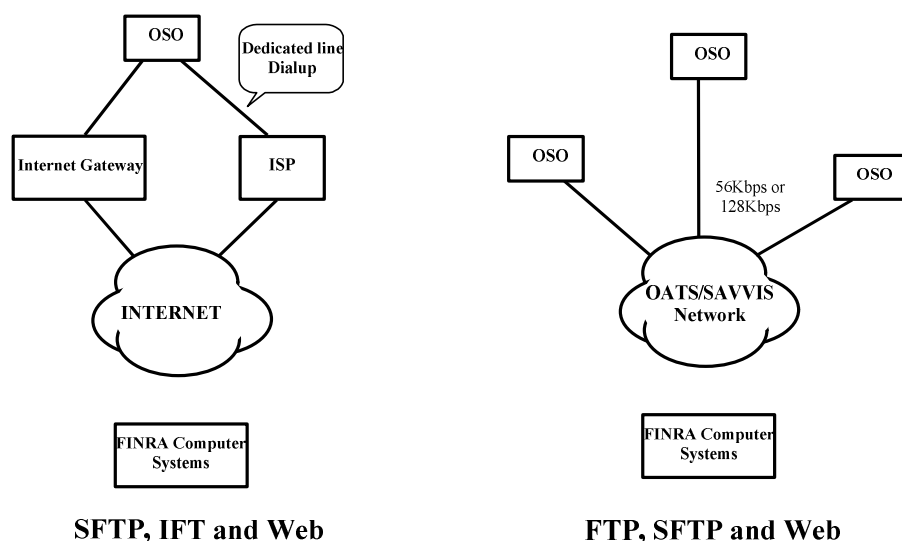 OSO
Dedicated line
Dialup
Internet Gateway
ISP
INTERNET
FINRA Computer
Systems
SFTP, IFT and Web
OSO
OSO
OSO
56Kbps or
128Kbps
OATS/SAVVIS
Network
FINRA Computer
Systems
FTP, SFTP and Web